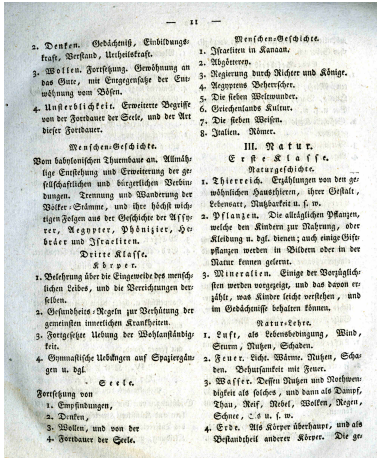 — 11 —
2. Denken. Gedächtniß, Einbildungs-
kraft, Verstand, Urtheilskraft.
3. Wollen. Fortsetzung. Gewöhnung an
das Gute, mit Entgegensetze der Ent-
wöhnung vom Bösen.
4. Unsterblichkeit. Erweiterte Begriffe
von der Fortdauer der Seele, und der Art
dieser Fortdauer.
Menschen-Geschichte.
Vom babylonischen Thurmbaue an. Allmähli-
ge Entstehung und Erweiterung der ge-
sellschaftlichen und bürgerlichen Verbin-
dungen. Trennung und Wanderung der
Völker-Stämme, und ihre höchst wich-
tigen Folgen aus der Geschichte der Assy-
rer, Aegypter, Phönizier, He-
bräer und Israeliten.
Dritte Klasse.
Körper.
1. Belehrung über die Eingeweide des mensch-
lichen Leibes, und die Verrichtungen der-
selben.
2. Gesundheits-Regeln zur Verhütung der
gemeinsten innerlichen Krankheiten.
3. Fortgesetzte Uebung der Wohlanständig-
keit.
4. Gymnastische Uebungen auf Spaziergän-
gen u. dgl.
Seele.
Fortsetzung von
1. Empfindungen,
2. Denken,
3. Wollen, und von der
4. Fortdauer der Seele.
Menschen-Geschichte.
1. Israeliten in Kanaan.
2. Abgötterey.
3. Regierung durch Richter und Könige.
4. Aegyptens Beherrscher.
5. Die sieben Weltwunder.
6. Griechenlands Kultur.
7. Die sieben Weisen.
8. Italien. Römer.
III. Natur.
Erste Klasse.
Naturgeschichte.
1. Thierreich. Erzählungen von den ge-
wöhnlichen Hausthieren, ihrer Gestalt,
Lebensart, Nutzbarkeit u. s. w.
2. Pflanzen. Die alltäglichen Pflanzen,
welche den Kindern zur Nahrung, oder
Kleidung u. dgl. dienen; auch einige Gift-
pflanzen werden in Bildern oder in der
Natur kennen gelernt.
3. Mineralien. Einige der Vorzüglich-
sten werden vorgezeigt, und das davon er-
zählt, was Kinder leicht verstehen, und
im Gedächtnisse behalten können.
Natur-Lehre.
1. Luft, als Lebensbedingung, Wind,
Sturm, Nutzen, Schaden.
2. Feuer. Licht. Wärme. Nutzen, Scha-
den. Behutsamkeit mit Feuer.
3. Wasser. Dessen Nutzen und Nothwen-
digkeit als solches, und dann als Dampf,
Thau, Reif, Nebel, Wolken, Regen,
Schnee, Eis u. s. w.
4. Erde. Als Körper überhaupt, und als
Bestandtheil anderer Körper. Die ge-